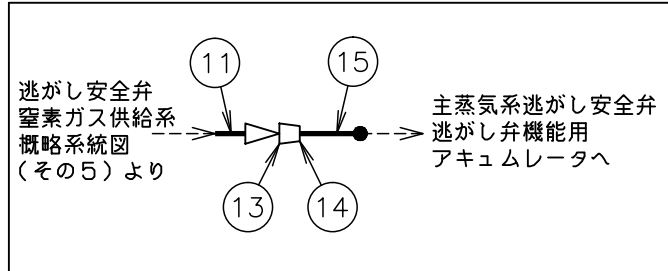 11
15
逃がし安全弁
窒素ガス供給系
概略系統図
(その5)より
主蒸気系逃がし安全弁
逃がし弁機能用
アキュムレータへ
13
14